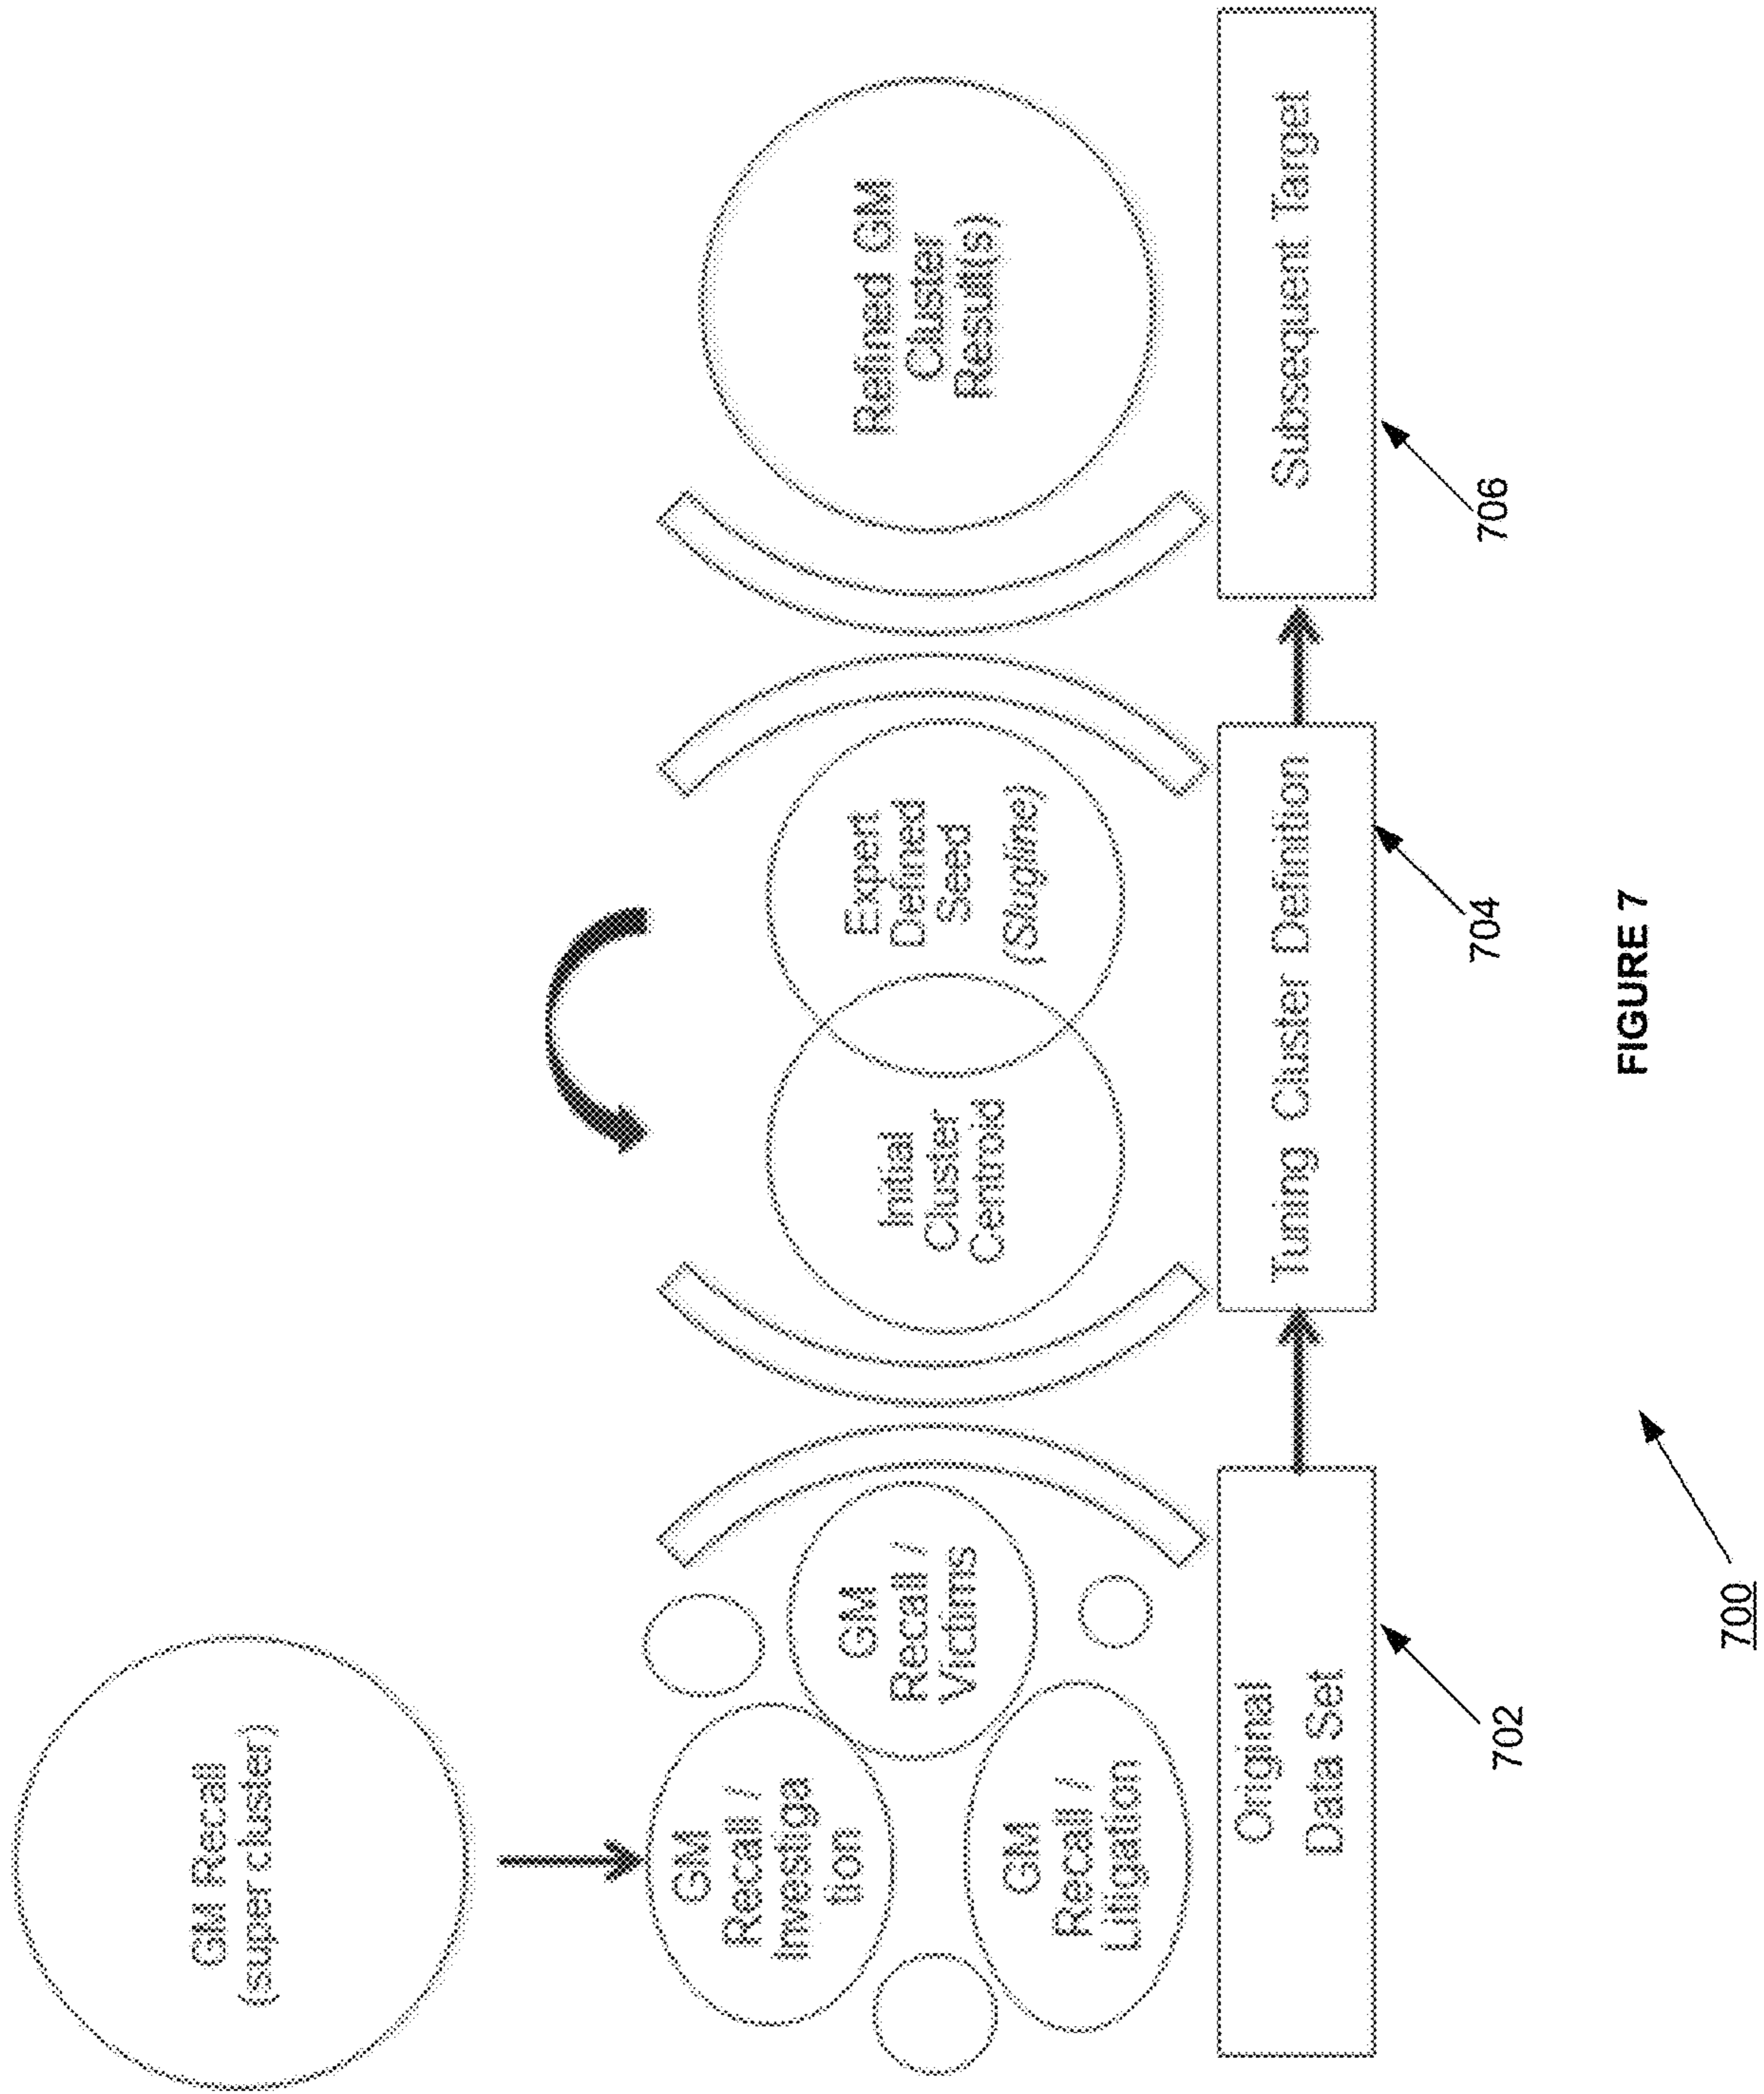 GM Recall
(super cluster)
GM
Recall /
Investiga
tion
GM
Recall /
Victims
GM
Recall /
Litigation
Initial
Cluster
Centroid
Expert
Defined
Seed
(Slugline)
Refined GM
Cluster
Result(s)
Original
Data Set
Tuning Cluster Definition
Subsequent Target
702
704
706
700
FIGURE 7